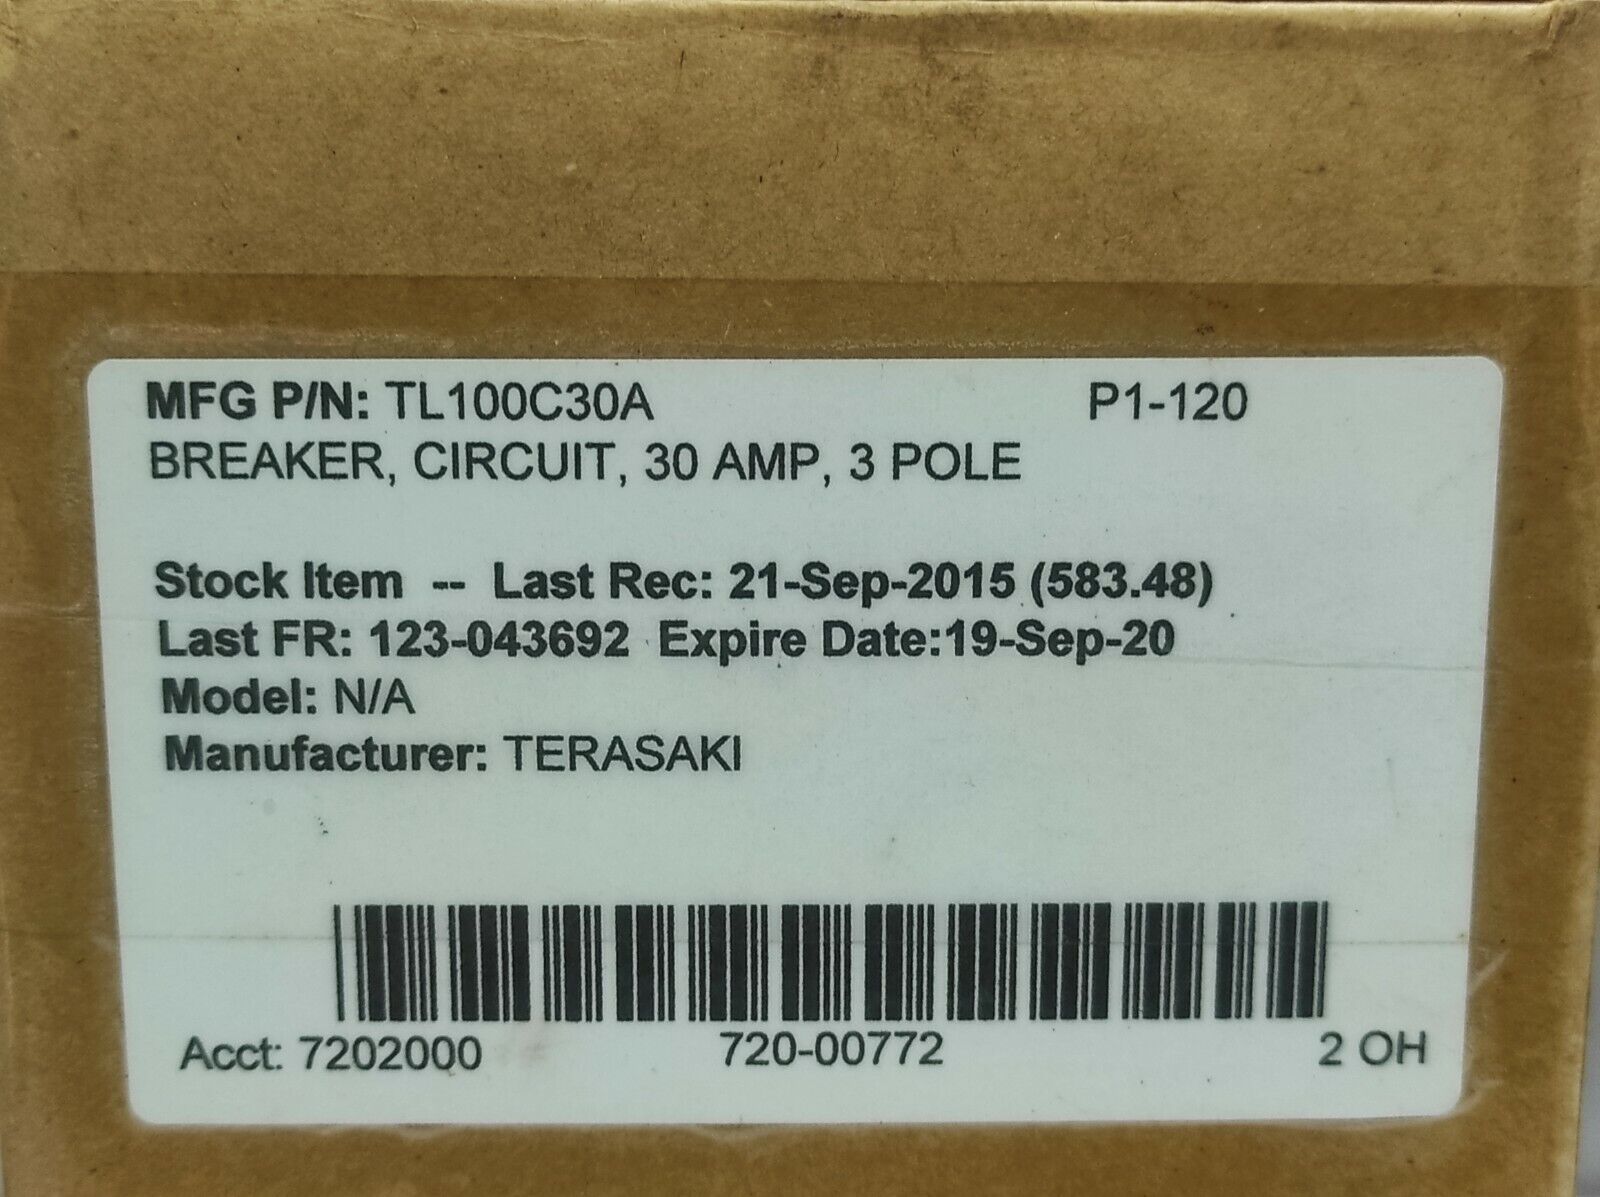 MFG P/N: TL100C30A P1-120
BREAKER, CIRCUIT, 30 AMP, 3 POLE
Stock Item -- Last Rec: 21-Sep-2015 (583.48)
Last FR: 123-043692 Expire Date:19-Sep-20
Model: N/A
Manufacturer: TERASAKI
Acct: 7202000 720-00772 2 OH